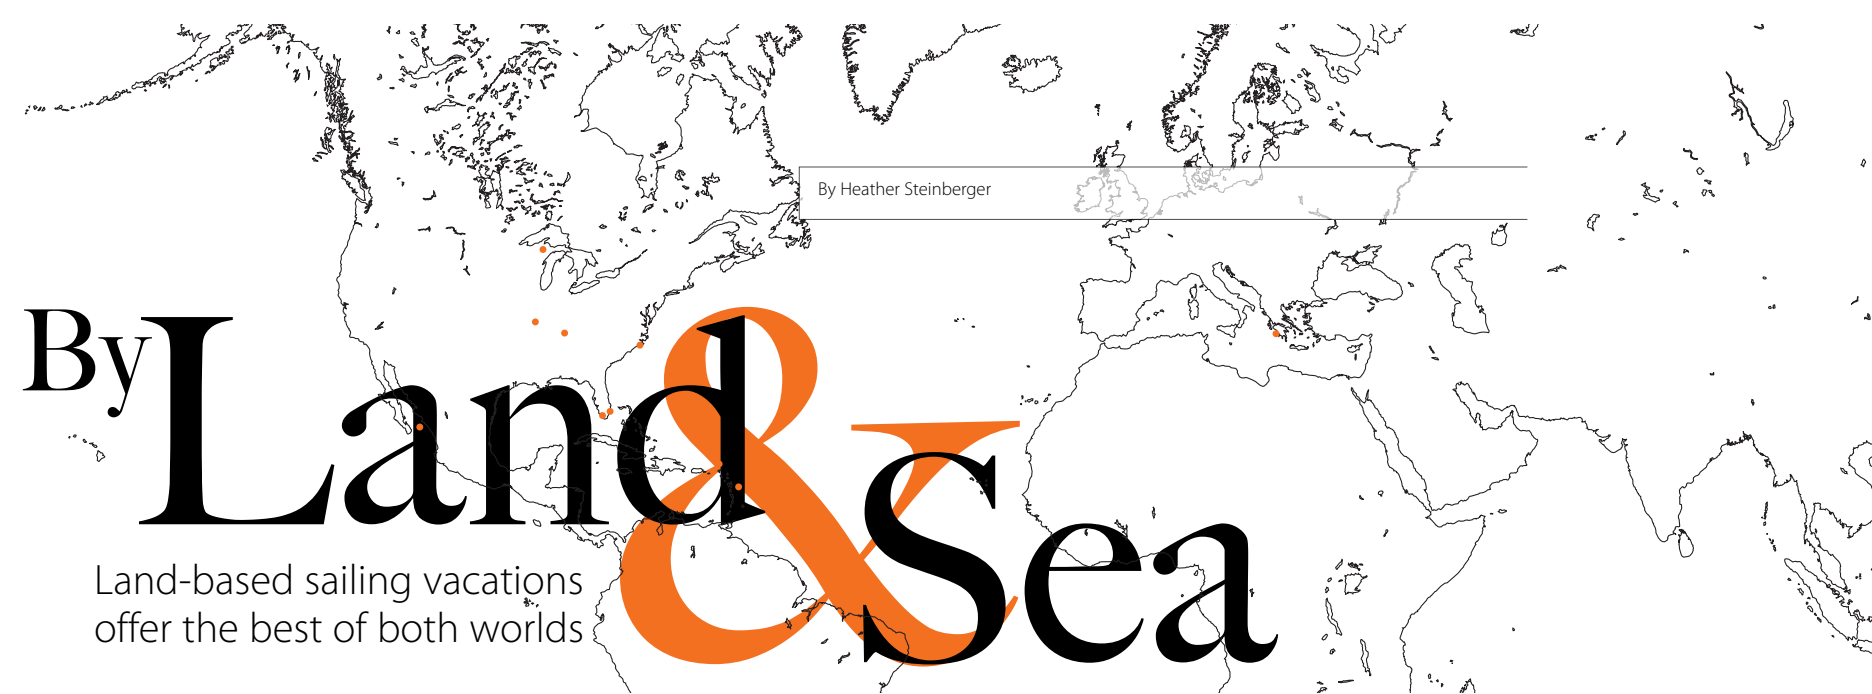 By Heather Steinberger
By Land & Sea
Land-based sailing vacations
offer the best of both worlds